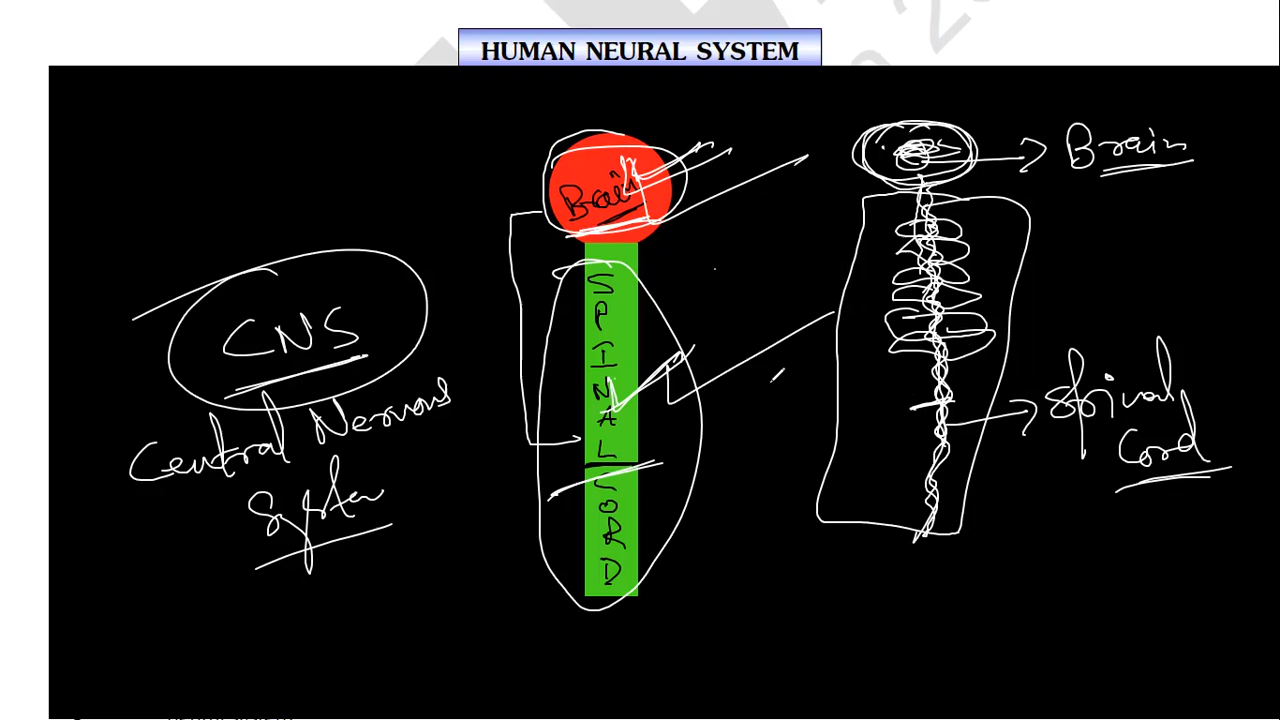 HUMAN NEURAL SYSTEM
Brain
SPINAL CORD
CNS
Central Nervous
System
Brain
Spinal
Cord